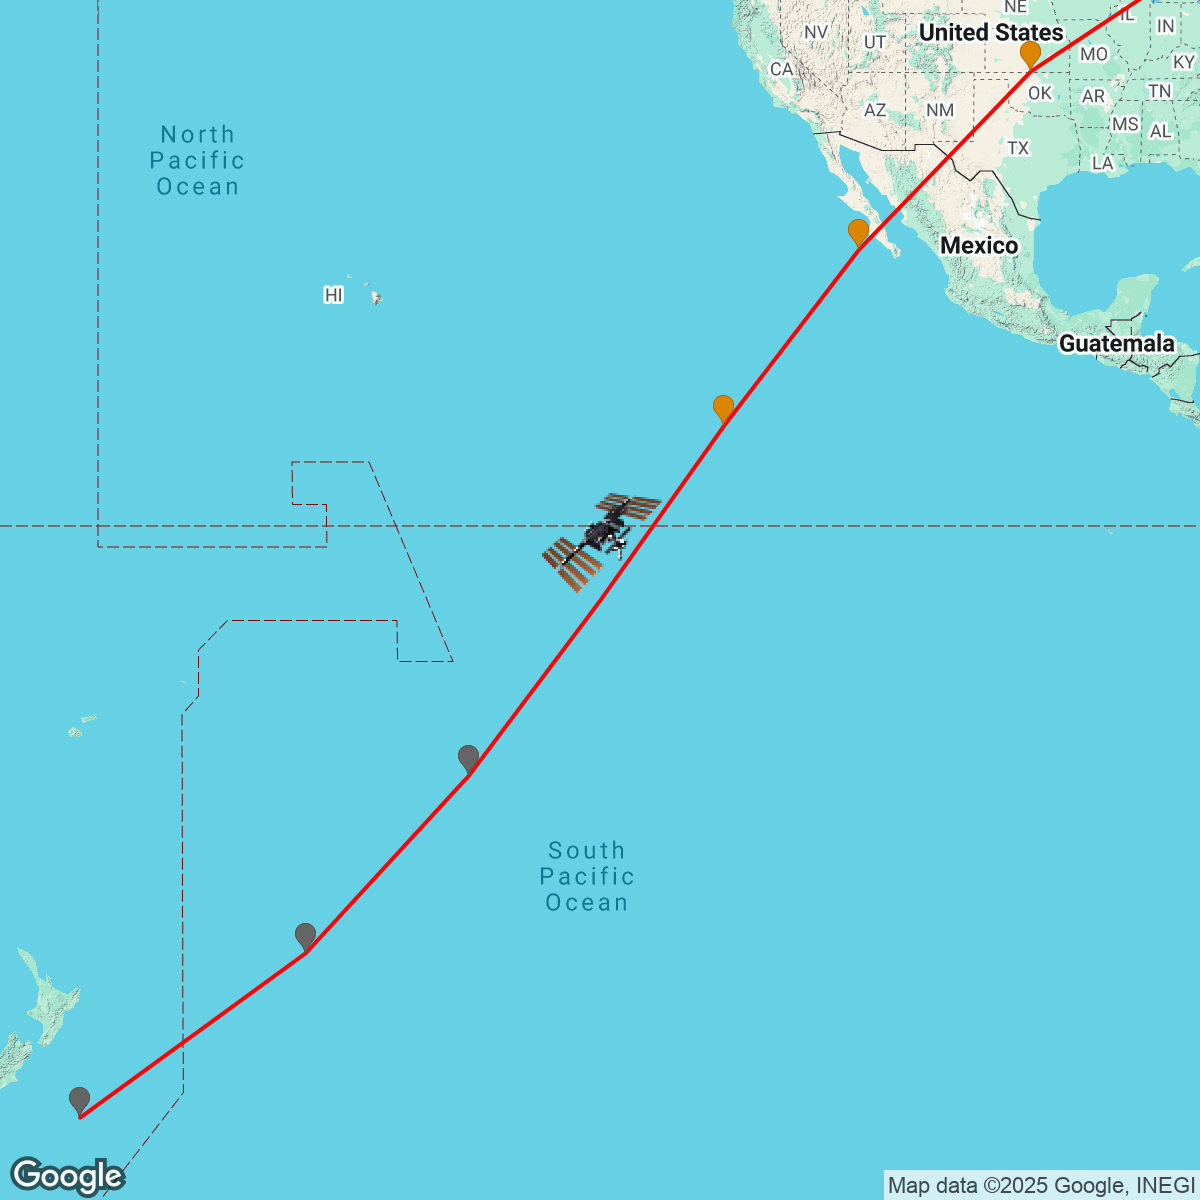 NE
IL
IN
NV
UT
United States
MO
KY
CA
OK
AR
TN
AZ
NM
MS
AL
TX
LA
North
Pacific
Ocean
Mexico
HI
Guatemala
South
Pacific
Ocean
Google
Map data ©2025 Google, INEGI